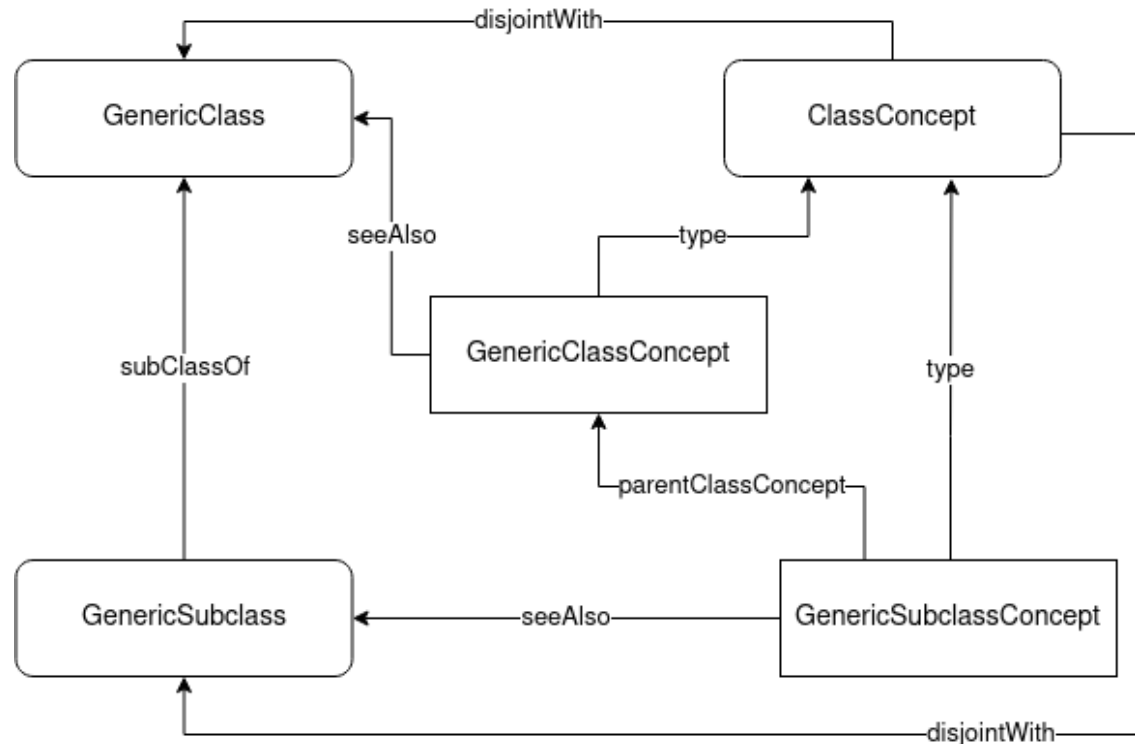 disjointWith
GenericClass
ClassConcept
seeAlso
type
GenericClassConcept
subClassOf
type
parentClassConcept
GenericSubclass
seeAlso
GenericSubclassConcept
disjointWith